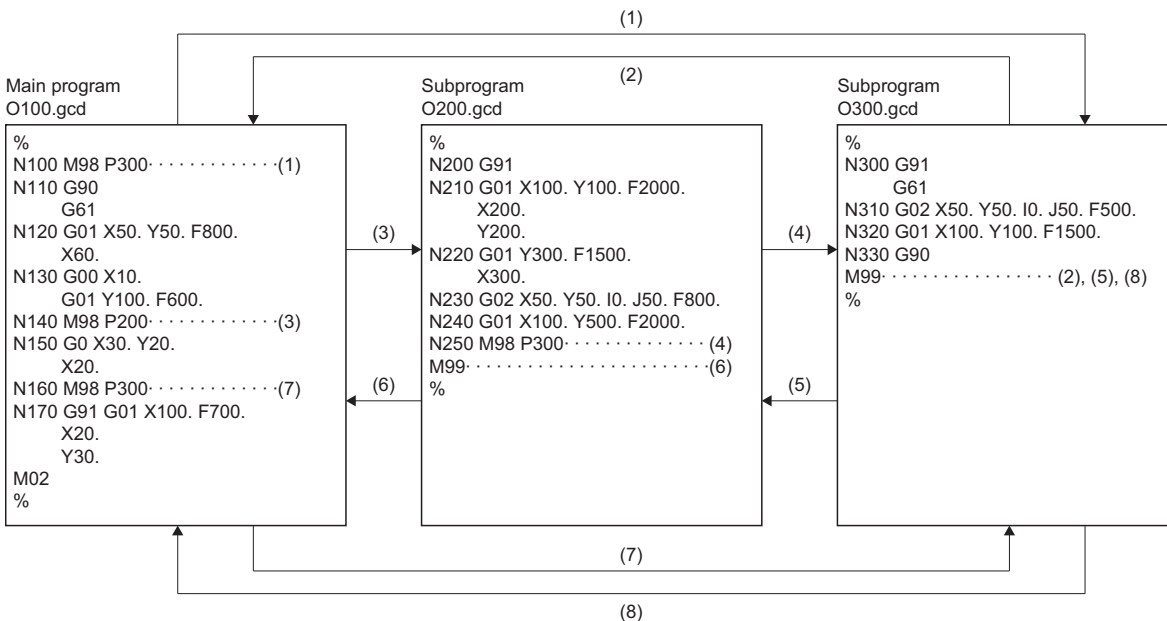 (1)
(2)
Main program
O100.gcd
%
N100 M98 P300·············(1)
N110 G90
G61
N120 G01 X50. Y50. F800.
X60.
N130 G00 X10.
G01 Y100. F600.
N140 M98 P200·············(3)
N150 G0 X30. Y20.
X20.
N160 M98 P300·············(7)
N170 G91 G01 X100. F700.
X20.
Y30.
M02
%
(3)
(6)
Subprogram
O200.gcd
%
N200 G91
N210 G01 X100. Y100. F2000.
X200.
Y200.
N220 G01 Y300. F1500.
X300.
N230 G02 X50. Y50. I0. J50. F800.
N240 G01 X100. Y500. F2000.
N250 M98 P300·············· (4)
M99························(6)
%
(4)
(5)
Subprogram
O300.gcd
%
N300 G91
G61
N310 G02 X50. Y50. I0. J50. F500.
N320 G01 X100. Y100. F1500.
N330 G90
M99················· (2), (5), (8)
%
(7)
(8)